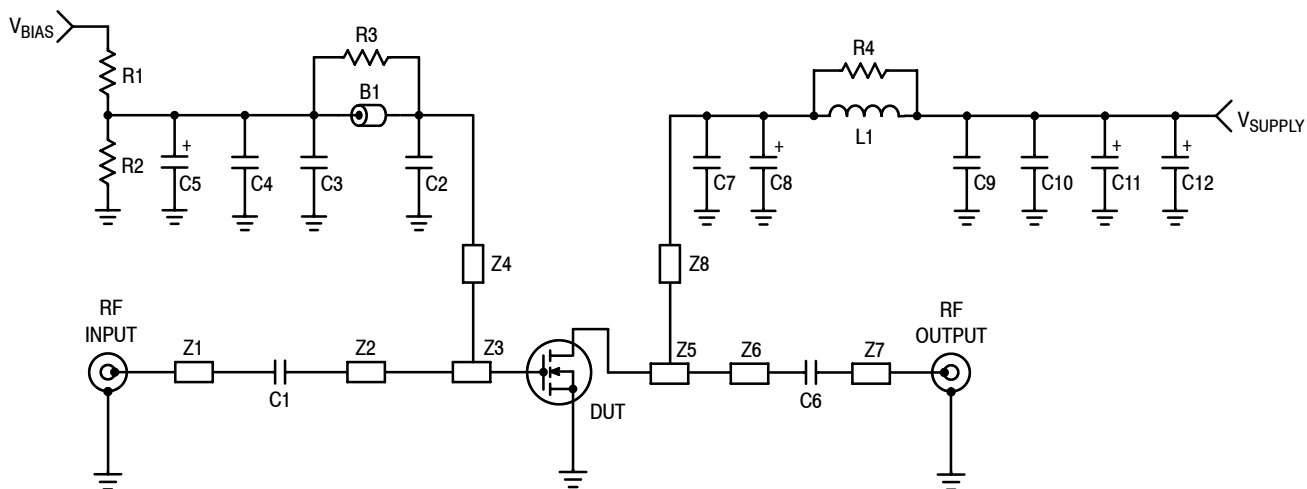 VBIAS
R1
R2
C5
+
C4
C3
R3
B1
C2
Z4
R4
L1
C7
C8
+
C9
C10
C11
+
C12
+
VSUPPLY
Z8
RF
INPUT
Z1
C1
Z2
Z3
DUT
Z5
Z6
C6
Z7
RF
OUTPUT